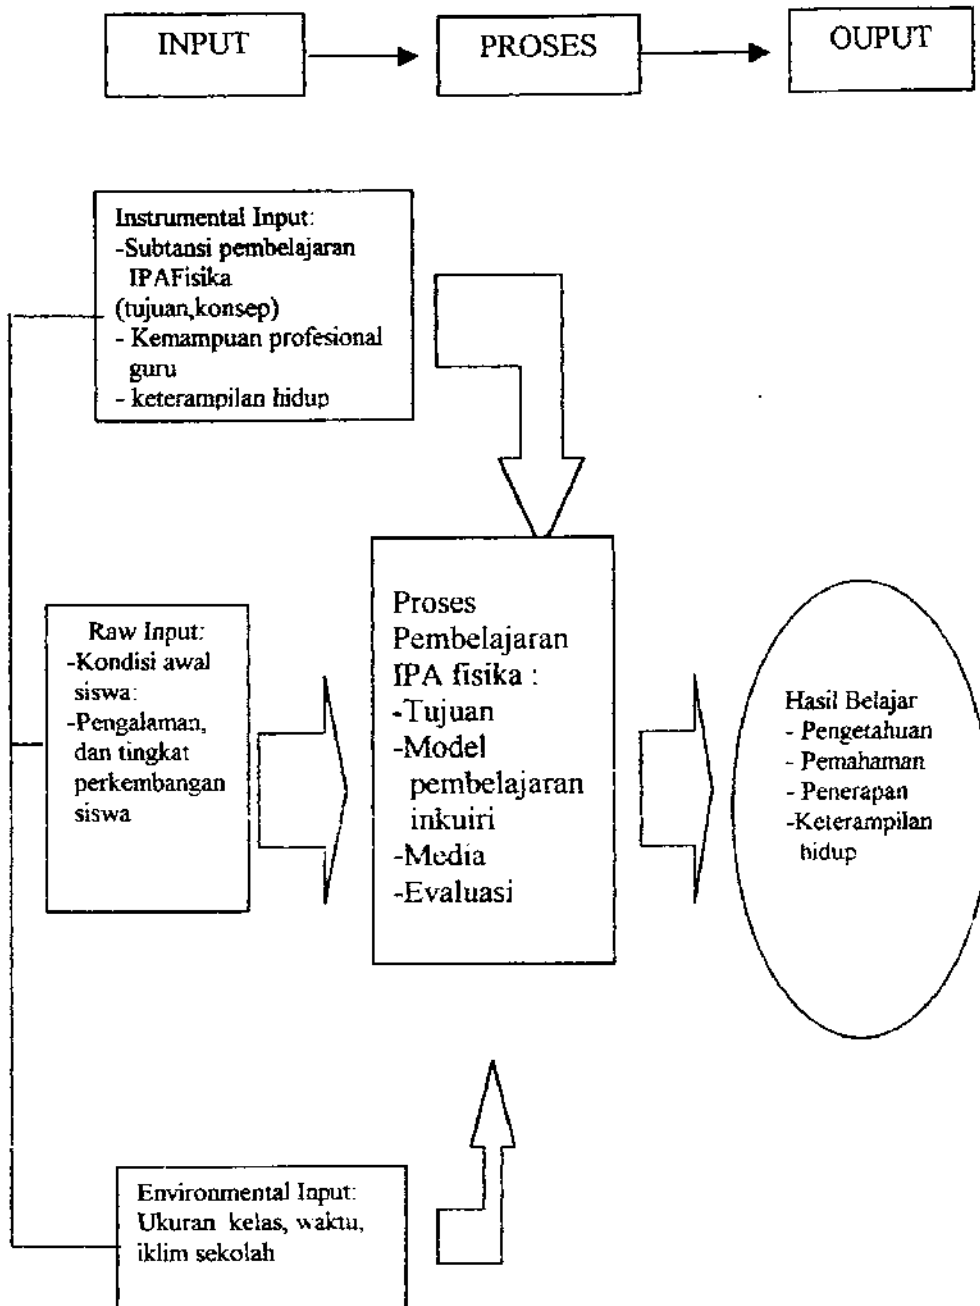 INPUT
PROSES
OUPUT
Instrumental Input:
-Subtansi pembelajaran
IPAFisika
(tujuan,konsep)
- Kemampuan profesional
guru
- keterampilan hidup
Raw Input:
-Kondisi awal
siswa:
-Pengalaman,
dan tingkat
perkembangan
siswa
Proses
Pembelajaran
IPA fisika :
-Tujuan
-Model
pembelajaran
inkuiri
-Media
-Evaluasi
Hasil Belajar
- Pengetahuan
- Pemahaman
- Penerapan
-Keterampilan
hidup
Environmental Input:
Ukuran kelas, waktu,
iklim sekolah